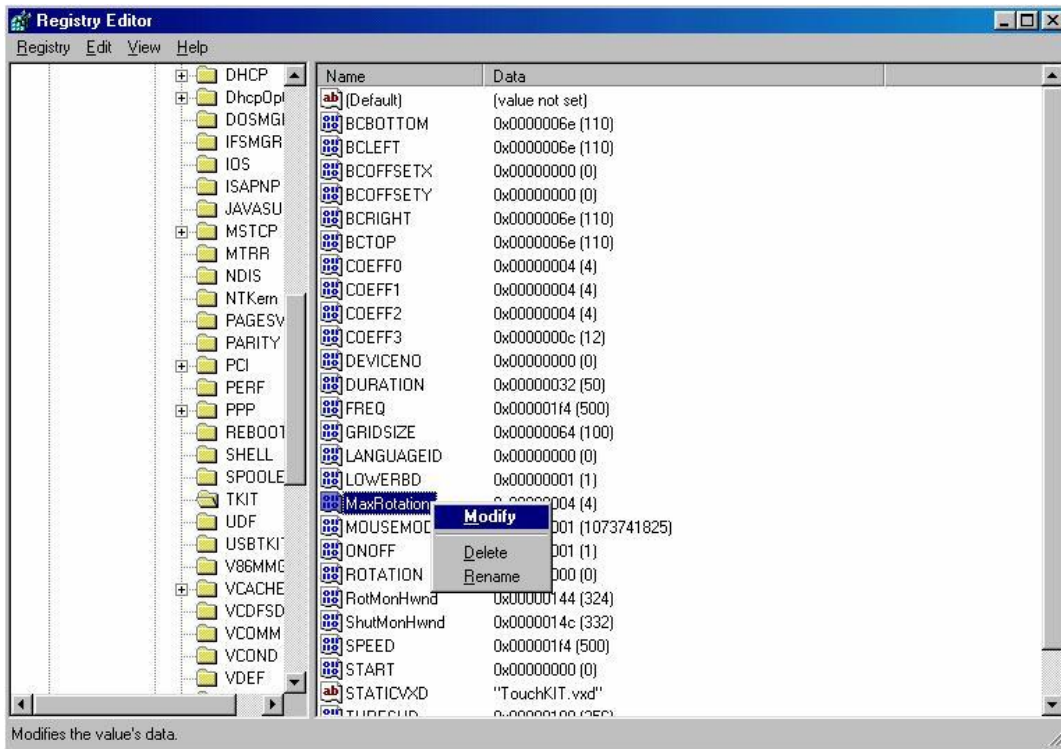 Registry Editor
Registry Edit View Help
DHCP
DhcpOpt
DOSMGI
IFSMGR
IOS
ISAPNP
JAVASU
MSTCP
MTRR
NDIS
NTKern
PAGESV
PARITY
PCI
PERF
PPP
REBOOT
SHELL
SPOOLE
TKIT
UDF
USBTKI
V86MMG
VCACHE
VCDFSD
VCOMM
VCOND
VDEF
Name Data
(Default) (value not set)
BCBOTTOM 0x0000006e (110)
BCLEFT 0x0000006e (110)
BCOFFSETX 0x00000000 (0)
BCOFFSETY 0x00000000 (0)
BCRIGHT 0x0000006e (110)
BCTOP 0x0000006e (110)
COEFF0 0x00000004 (4)
COEFF1 0x00000004 (4)
COEFF2 0x00000004 (4)
COEFF3 0x0000000c (12)
DEVICENO 0x00000000 (0)
DURATION 0x00000032 (50)
FREQ 0x000001f4 (500)
GRIDSIZE 0x00000064 (100)
LANGUAGEID 0x00000000 (0)
LOWERBD 0x00000001 (1)
MaxRotation 004 (4)
MOUSEMOD 001 (1073741825)
ONOFF 001 (1)
ROTATION 000 (0)
RotMonHwnd 0x00000144 (324)
ShutMonHwnd 0x0000014c (332)
SPEED 0x000001f4 (500)
START 0x00000000 (0)
STATICVXD "TouchKIT.vxd"
Modify
Delete
Rename
Modifies the value's data.